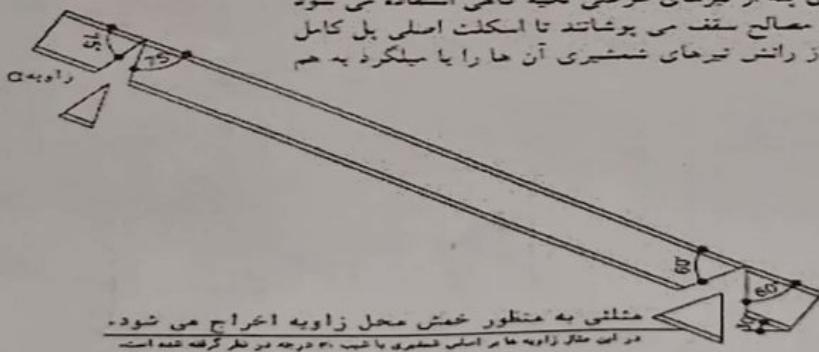 مصالح سقف می پوشانند تا اسکلت اصلی پل کامل
از رانش تیرهای شمشیری آن ها را با میلگرد به هم
زاویه α
75
60
60
مثلثی به منظور خمش محل زاویه اخراج می شود.
در این مثال زاویه ها بر اساس شمشیری با شیب ۳۰ درجه در نظر گرفته شده است.